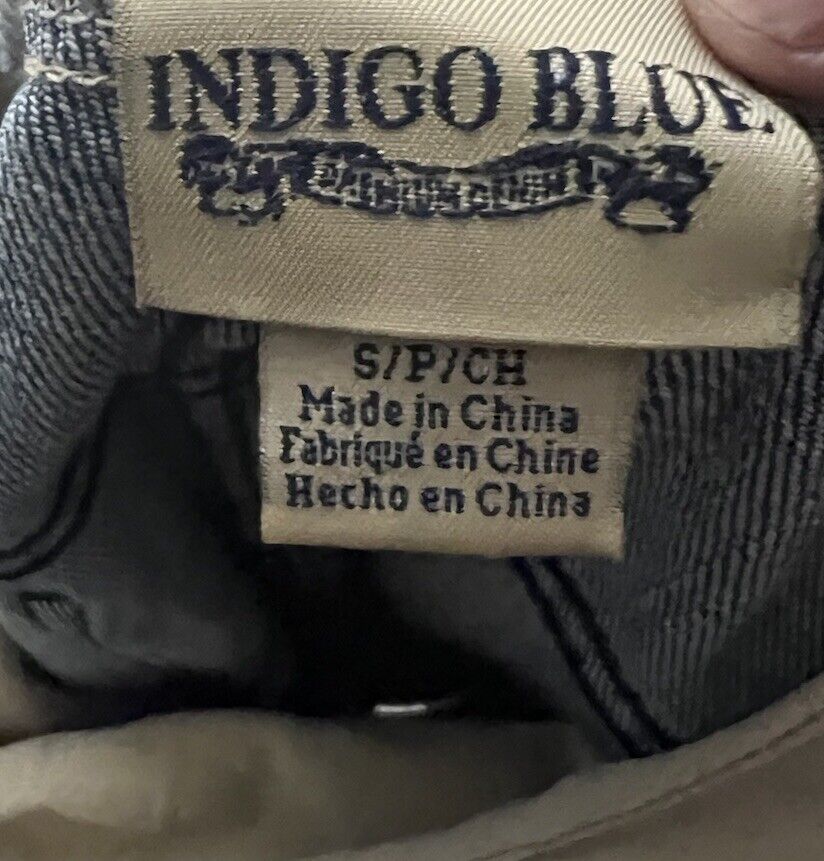 INDIGO BLUE
S/P/CH
Made in China
Fabriqué en Chine
Hecho en China